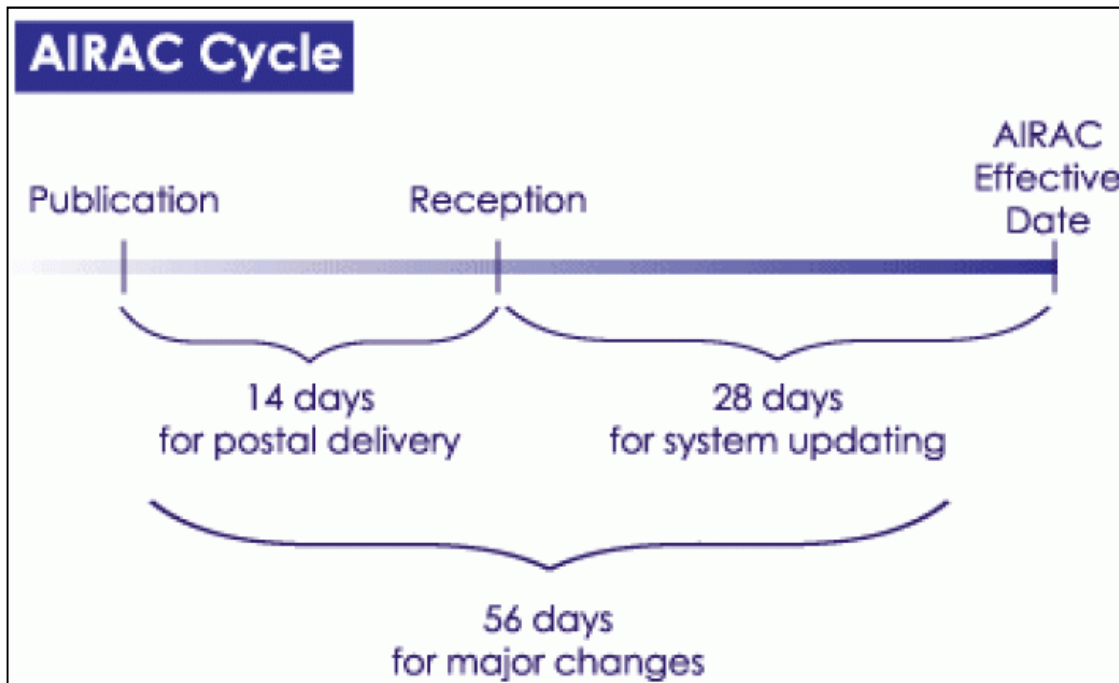 AIRAC Cycle
AIRAC
Effective
Date
Publication
Reception
14 days
for postal delivery
28 days
for system updating
56 days
for major changes